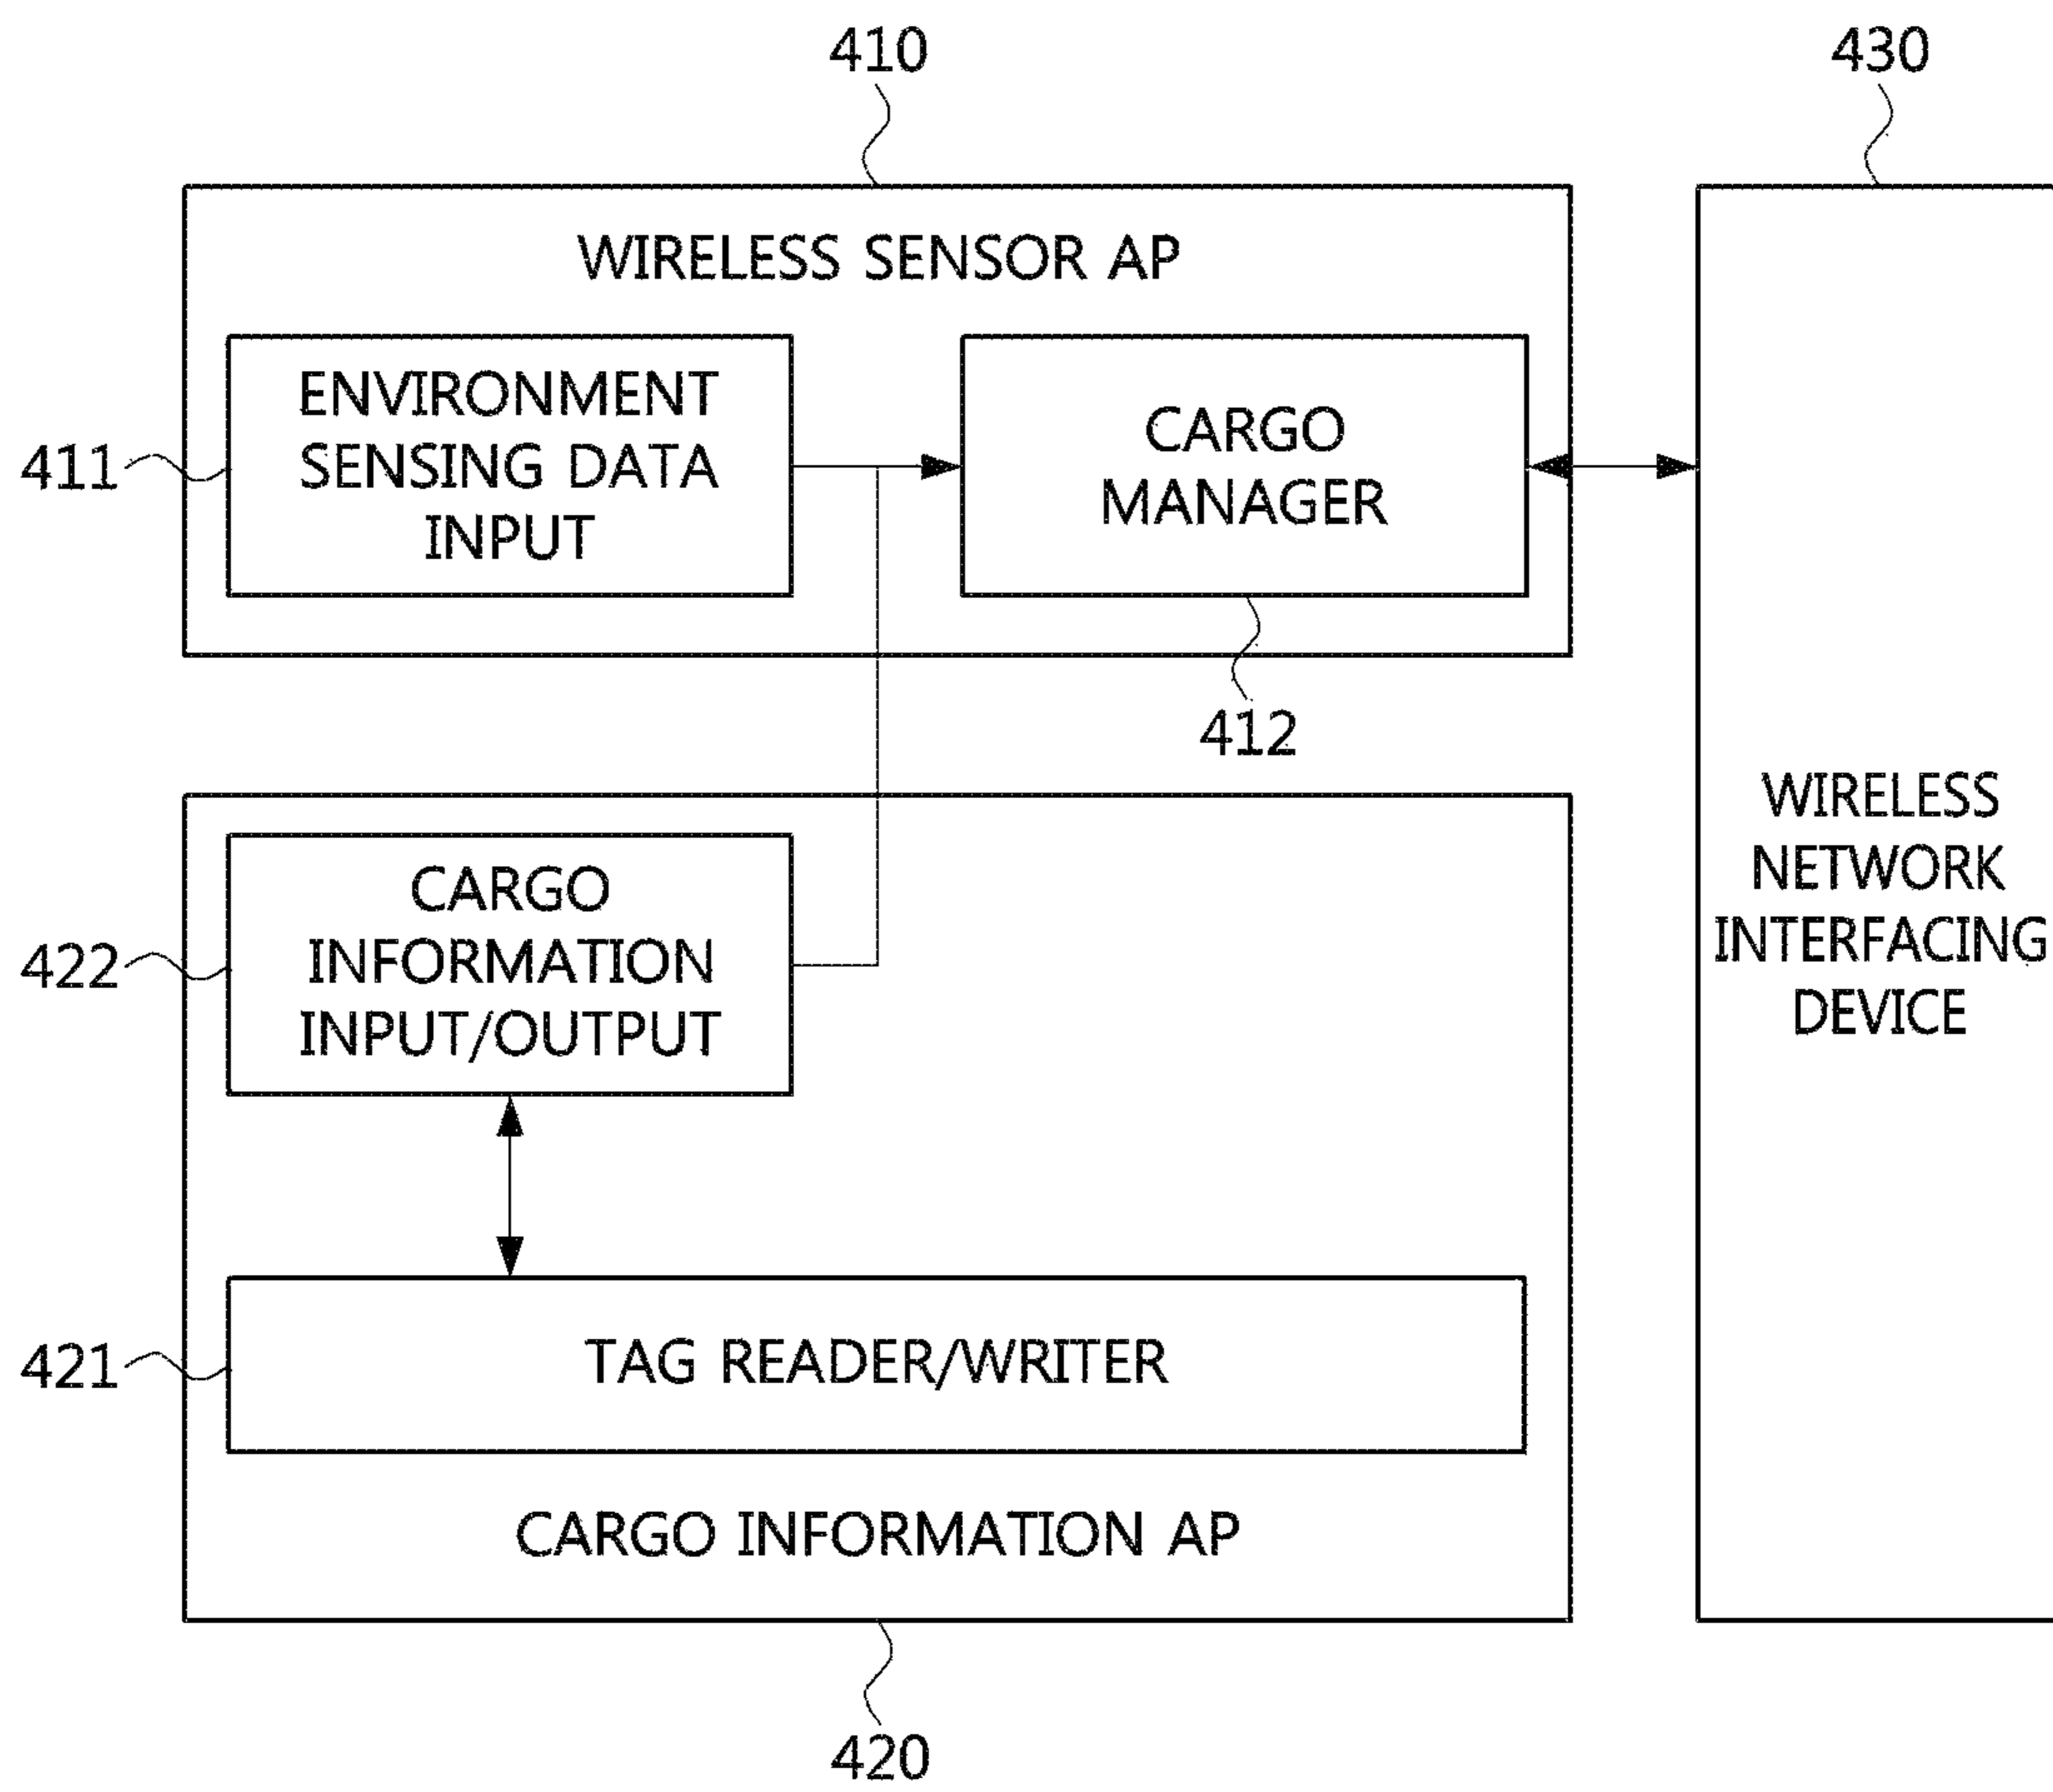 410
430
WIRELESS SENSOR AP
ENVIRONMENT
SENSING DATA
INPUT
411
CARGO
MANAGER
412
WIRELESS
NETWORK
INTERFACING
DEVICE
CARGO
INFORMATION
INPUT/OUTPUT
422
TAG READER/WRITER
421
CARGO INFORMATION AP
420